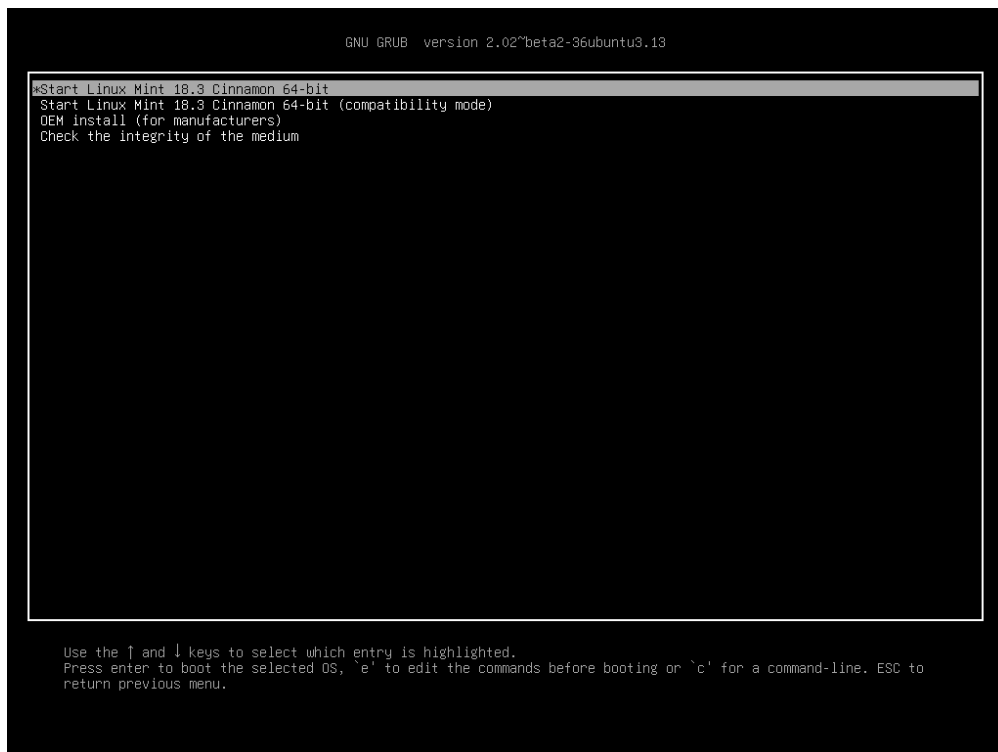 GNU GRUB  version 2.02~beta2-36ubuntu3.13
*Start Linux Mint 18.3 Cinnamon 64-bit
Start Linux Mint 18.3 Cinnamon 64-bit (compatibility mode)
OEM install (for manufacturers)
Check the integrity of the medium
Use the ↑ and ↓ keys to select which entry is highlighted.
Press enter to boot the selected OS, `e' to edit the commands before booting or `c' for a command-line. ESC to
return previous menu.